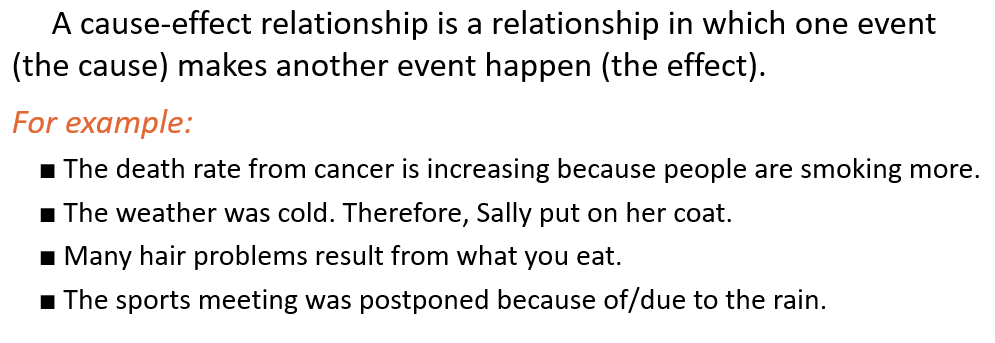 A cause-effect relationship is a relationship in which one event
(the cause) makes another event happen (the effect).
For example:
■ The death rate from cancer is increasing because people are smoking more.
■ The weather was cold. Therefore, Sally put on her coat.
■ Many hair problems result from what you eat.
■ The sports meeting was postponed because of/due to the rain.